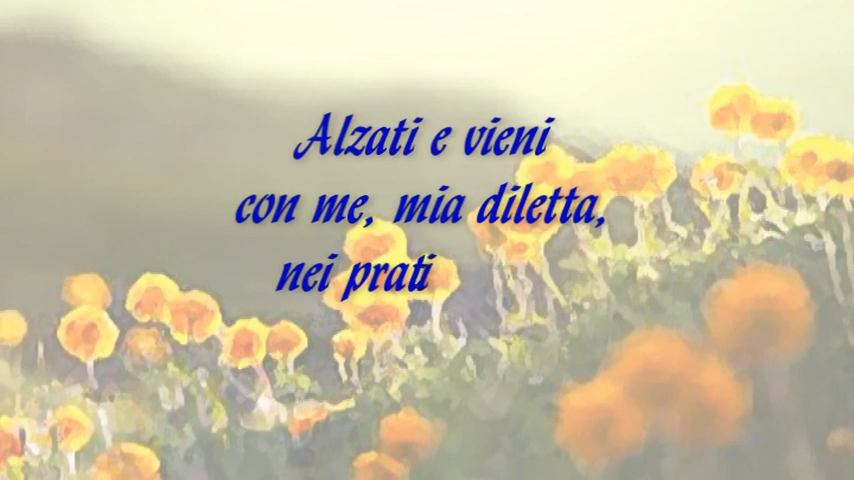 Alzati e vieni
con me, mia diletta,
nei prati